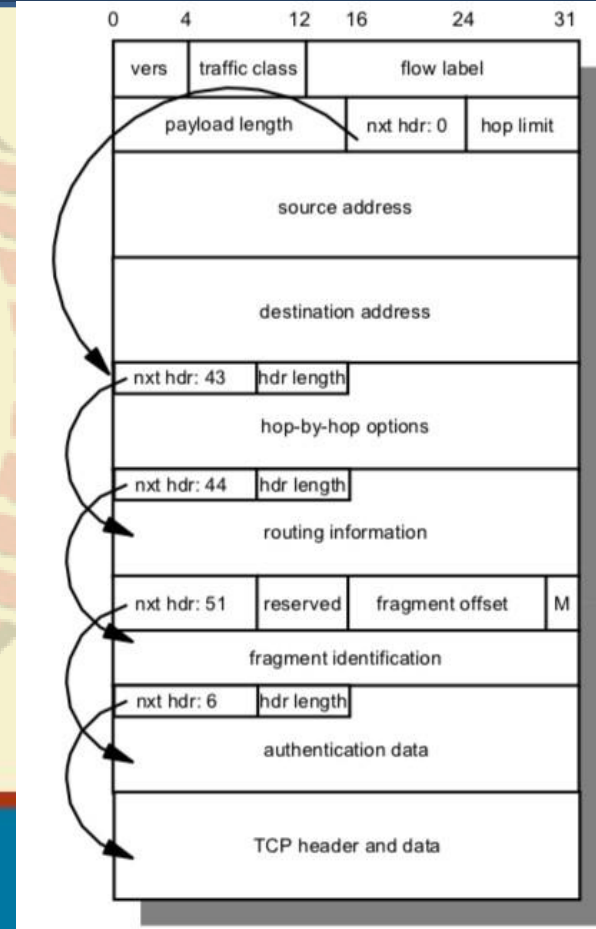 0 4 12 16 24 31
vers traffic class flow label
payload length nxt hdr: 0 hop limit
source address
destination address
nxt hdr: 43 hdr length
hop-by-hop options
nxt hdr: 44 hdr length
routing information
nxt hdr: 51 reserved fragment offset M
fragment identification
nxt hdr: 6 hdr length
authentication data
TCP header and data